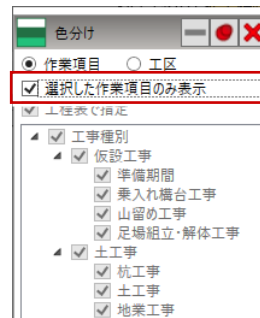 色分け
作業項目 工区
選択した作業項目のみ表示
工程表で指定
工事種別
仮設工事
準備期間
乗入れ構台工事
山留め工事
足場組立・解体工事
土工事
杭工事
土工事
地業工事